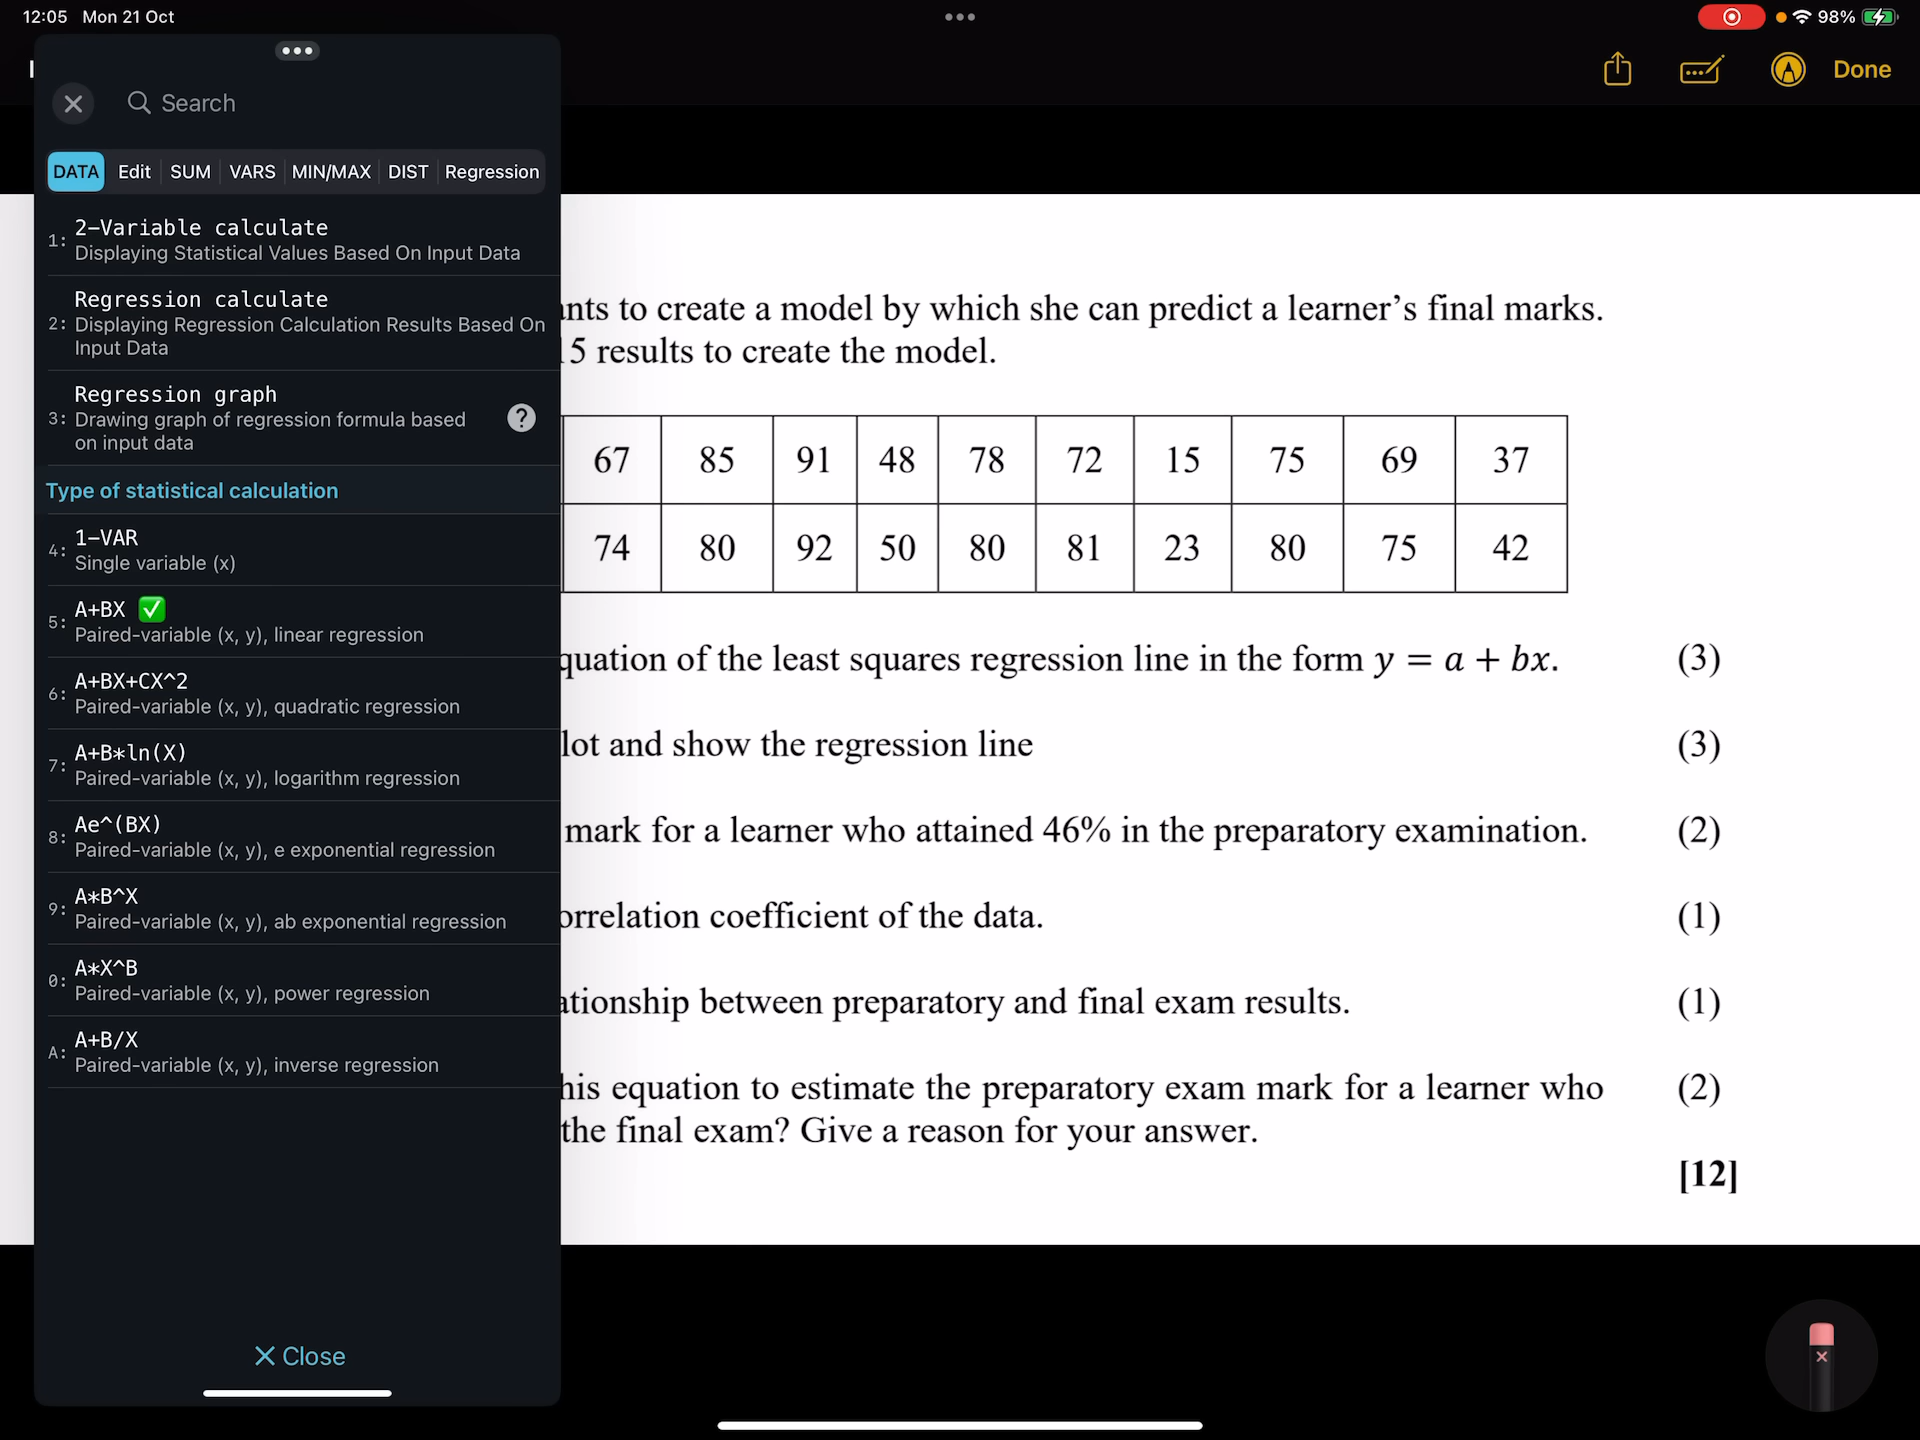 12:05 Mon 21 Oct
98%
Done
Search
DATA Edit SUM VARS MIN/MAX DIST Regression
1: 2-Variable calculate
Displaying Statistical Values Based On Input Data
2: Regression calculate
Displaying Regression Calculation Results Based On
Input Data
3: Regression graph
Drawing graph of regression formula based
on input data
?
Type of statistical calculation
4: 1-VAR
Single variable (x)
5: A+BX
Paired-variable (x, y), linear regression
6: A+BX+CX^2
Paired-variable (x, y), quadratic regression
7: A+B*ln(X)
Paired-variable (x, y), logarithm regression
8: Ae^(BX)
Paired-variable (x, y), e exponential regression
9: A*B^X
Paired-variable (x, y), ab exponential regression
0: A*X^B
Paired-variable (x, y), power regression
A: A+B/X
Paired-variable (x, y), inverse regression
Close
to create a model by which she can predict a learner’s final marks.
results to create the model.
67 85 91 48 78 72 15 75 69 37
74 80 92 50 80 81 23 80 75 42
of the least squares regression line in the form y = a + bx. (3)
and show the regression line (3)
mark for a learner who attained 46% in the preparatory examination. (2)
coefficient of the data. (1)
between preparatory and final exam results. (1)
equation to estimate the preparatory exam mark for a learner who (2)
the final exam? Give a reason for your answer.
[12]